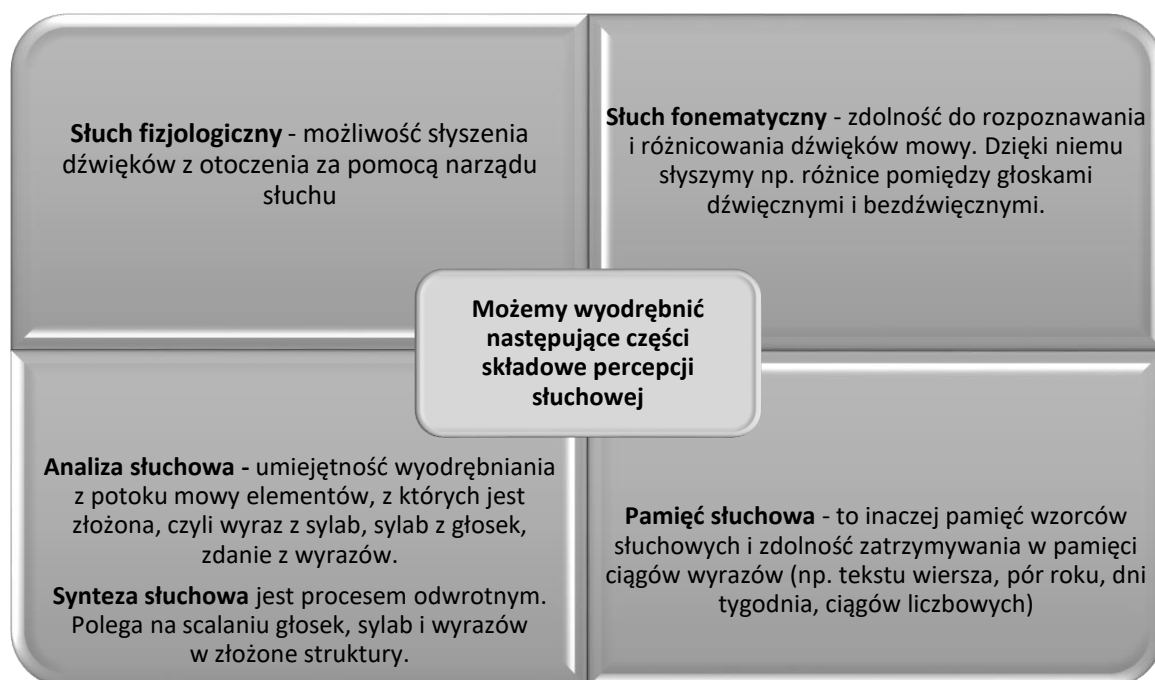 Słuch fizjologiczny - możliwość słyszenia
dźwięków z otoczenia za pomocą narządu
słuchu
Słuch fonematyczny - zdolność do rozpoznawania
i różnicowania dźwięków mowy. Dzięki niemu
słyszymy np. różnice pomiędzy głoskami
dźwięcznymi i bezdźwięcznymi.
Możemy wyodrębnić
następujące części
składowe percepcji
słuchowej
Analiza słuchowa - umiejętność wyodrębniania
z potoku mowy elementów, z których jest
złożona, czyli wyraz z sylab, sylab z głosek,
zdanie z wyrazów.
Synteza słuchowa jest procesem odwrotnym.
Polega na scalaniu głosek, sylab i wyrazów
w złożone struktury.
Pamięć słuchowa - to inaczej pamięć wzorców
słuchowych i zdolność zatrzymywania w pamięci
ciągów wyrazów (np. tekstu wiersza, pór roku, dni
tygodnia, ciągów liczbowych)